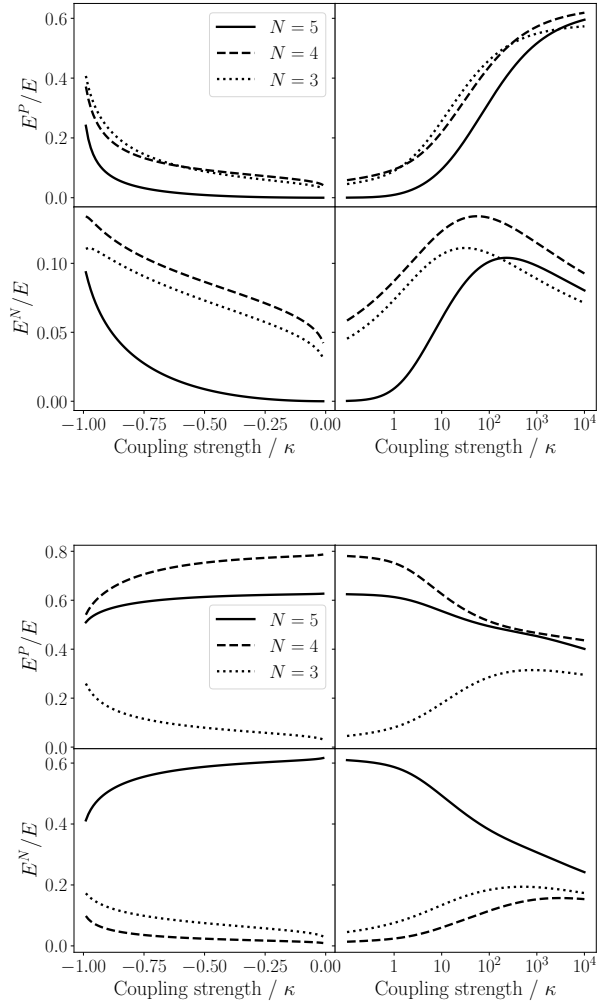 0.6
0.4
0.2
0.0
E^P/E
N = 5
N = 4
N = 3
0.10
0.05
0.00
E^N/E
−1.00 −0.75 −0.50 −0.25 0.00 1 10 10^2 10^3 10^4
Coupling strength / κ Coupling strength / κ
0.8
0.6
0.4
0.2
0.0
E^P/E
N = 5
N = 4
N = 3
0.6
0.4
0.2
0.0
E^N/E
−1.00 −0.75 −0.50 −0.25 0.00 1 10 10^2 10^3 10^4
Coupling strength / κ Coupling strength / κ